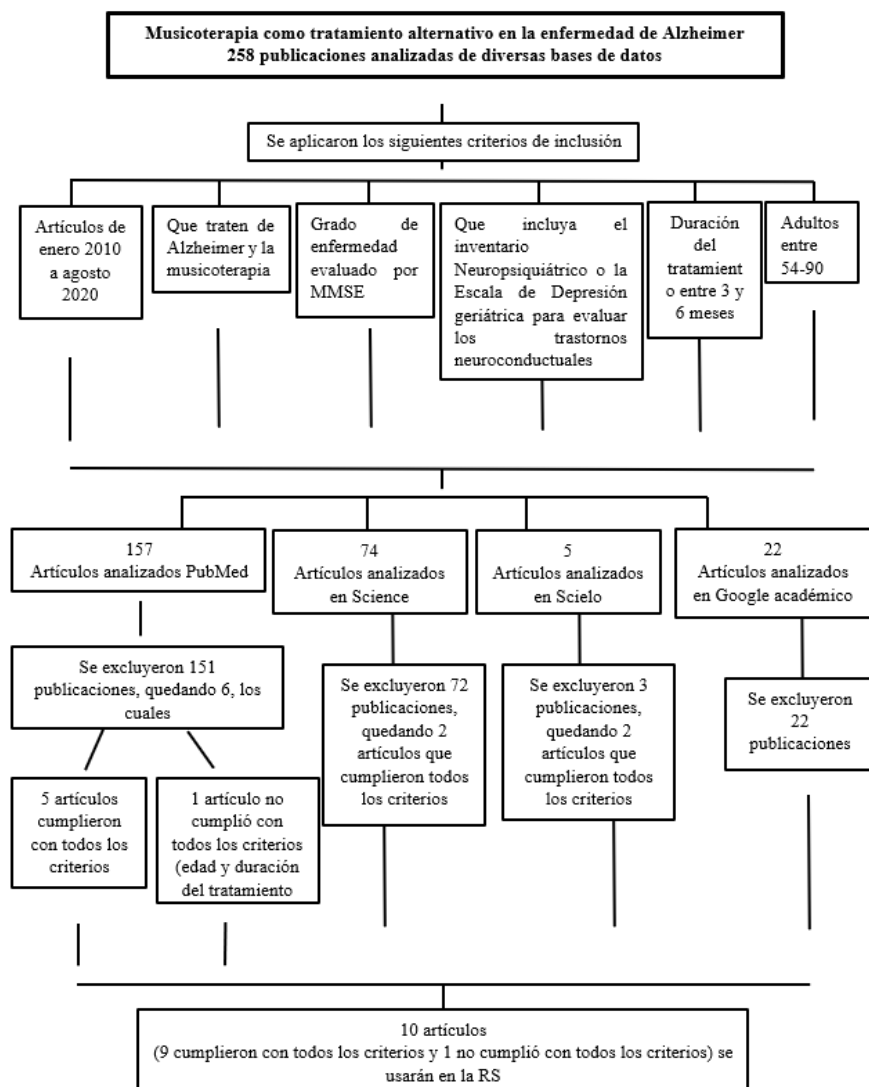 Musicoterapia como tratamiento alternativo en la enfermedad de Alzheimer
258 publicaciones analizadas de diversas bases de datos
Se aplicaron los siguientes criterios de inclusión
Artículos de
enero 2010
a agosto
2020
Que traten de
Alzheimer y la
musicoterapia
Grado de
enfermedad
evaluado por
MMSE
Que incluya el
inventario
Neuropsiquiátrico o la
Escala de Depresión
geriátrica para evaluar
los trastornos
neuroconductuales
Duración
del
tratamient
o entre 3 y
6 meses
Adultos
entre
54-90
157
Artículos analizados PubMed
74
Artículos analizados
en Science
5
Artículos analizados
en Scielo
22
Artículos analizados
en Google académico
Se excluyeron 151
publicaciones, quedando 6, los
cuales
Se excluyeron 72
publicaciones,
quedando 2
artículos que
cumplieron todos
los criterios
Se excluyeron 3
publicaciones,
quedando 2
artículos que
cumplieron todos
los criterios
Se excluyeron
22
publicaciones
5 artículos
cumplieron
con todos los
criterios
1 artículo no
cumplió con
todos los criterios
(edad y duración
del tratamiento
10 artículos
(9 cumplieron con todos los criterios y 1 no cumplió con todos los criterios) se
usarán en la RS